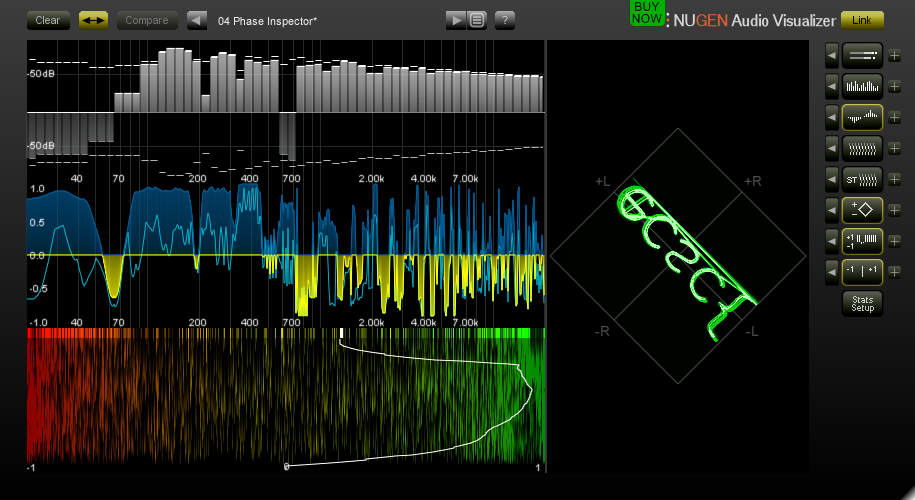 Clear
Compare
04 Phase Inspector*
?
BUY NOW
NUGEN Audio Visualizer
Link
-50dB
-50dB
40 70 200 400 700 2.00k 4.00k 7.00k
1.0
0.5
0.0
-0.5
-1.0 40 70 200 400 700 2.00k 4.00k 7.00k
-1 0 1
+L +R
-R -L
ST
+1
-1
-1 +1
Stats
Setup